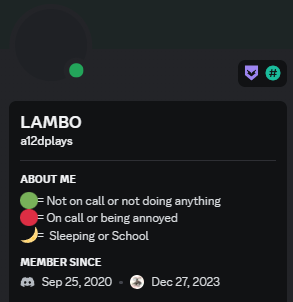 LAMBO
a12dplays
ABOUT ME
🟢= Not on call or not doing anything
🔴= On call or being annoyed
🌙= Sleeping or School
MEMBER SINCE
Sep 25, 2020 • Dec 27, 2023